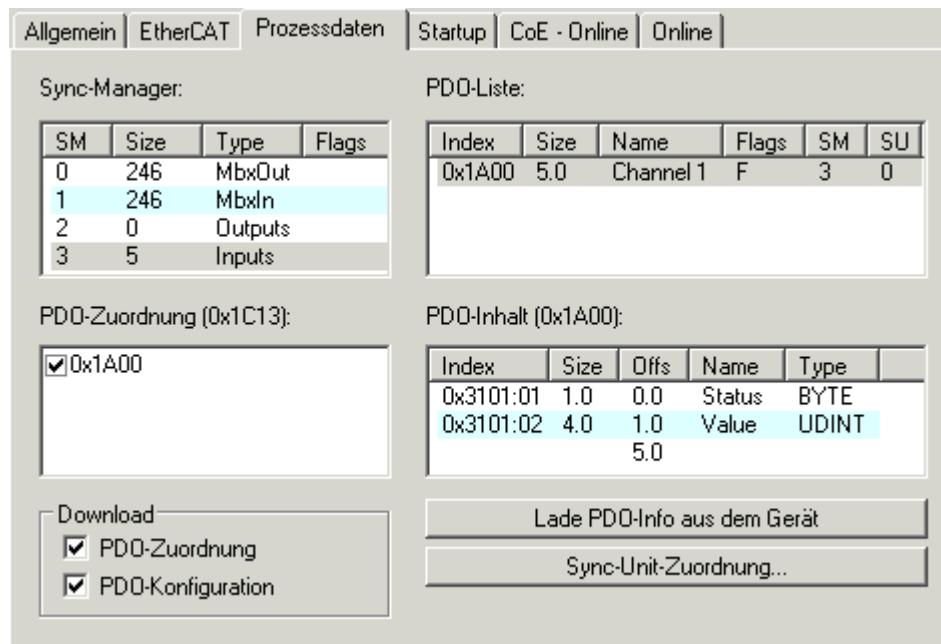 Allgemein EtherCAT Prozessdaten Startup CoE - Online Online
Sync-Manager:
SM Size Type Flags
0 246 MbxOut
1 246 MbxIn
2 0 Outputs
3 5 Inputs
PDO-Liste:
Index Size Name Flags SM SU
0x1A00 5.0 Channel 1 F 3 0
PDO-Zuordnung (0x1C13):
0x1A00
PDO-Inhalt (0x1A00):
Index Size Offs Name Type
0x3101:01 1.0 0.0 Status BYTE
0x3101:02 4.0 1.0 Value UDINT
5.0
Download
PDO-Zuordnung
PDO-Konfiguration
Lade PDO-Info aus dem Gerät
Sync-Unit-Zuordnung...